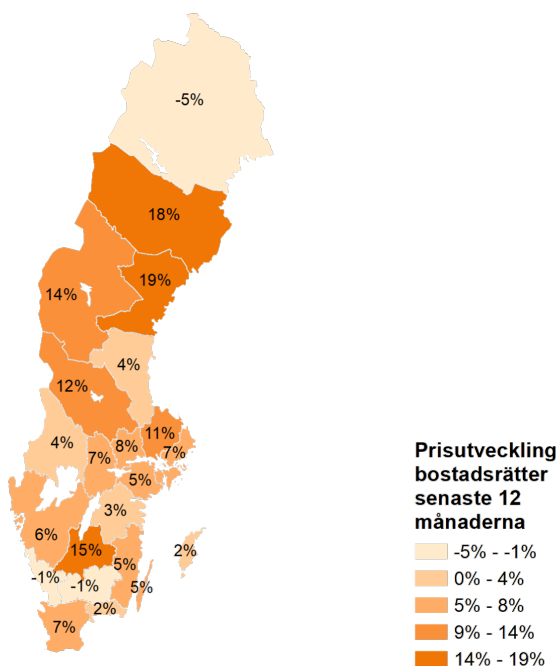 -5%
18%
19%
14%
4%
12%
4%
11%
8%
7%
7%
5%
3%
6%
15%
2%
5%
-1%
-1%
5%
2%
7%
Prisutveckling
bostadsrätter
senaste 12
månaderna
-5% - -1%
0% - 4%
5% - 8%
9% - 14%
14% - 19%